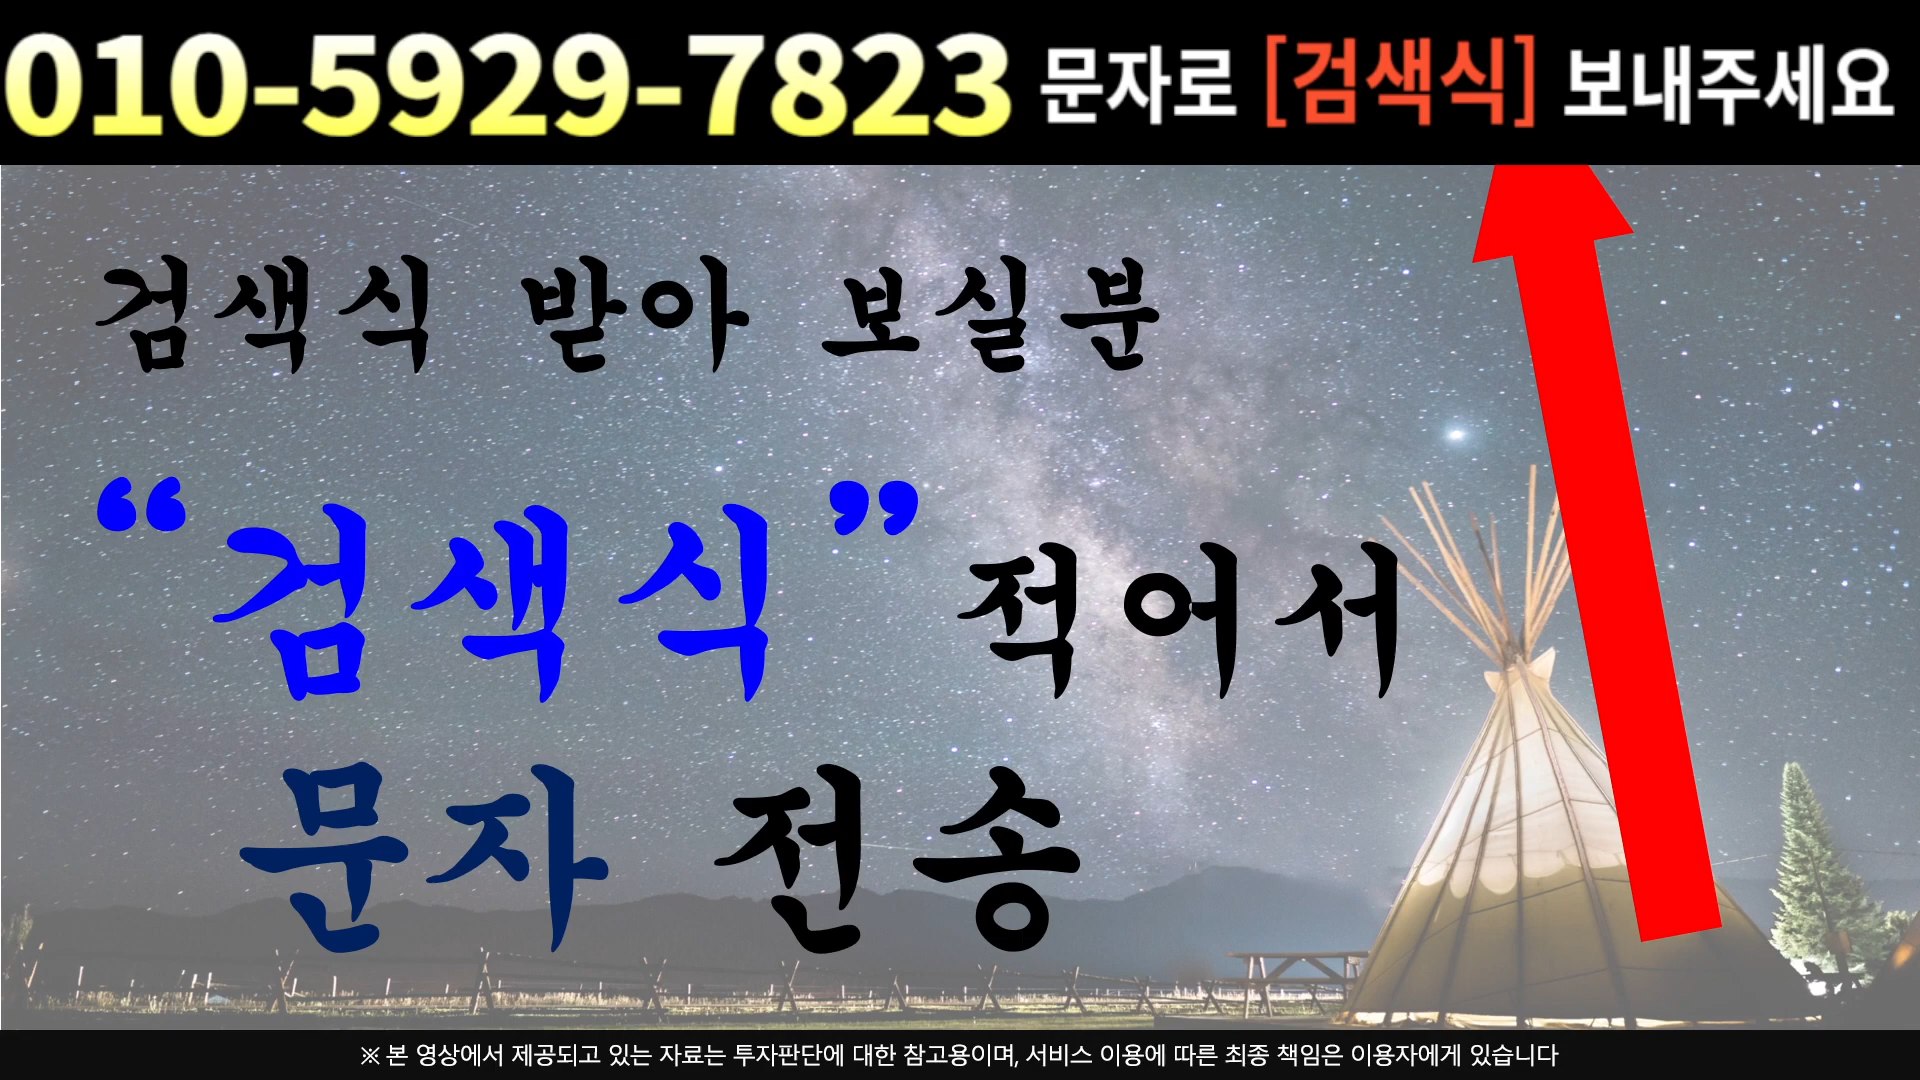 010-5929-7823 문자로 [검색식] 보내주세요
검색식 받아 보실분
“검색식” 적어서
문자 전송
※ 본 영상에서 제공되고 있는 자료는 투자판단에 대한 참고용이며, 서비스 이용에 따른 최종 책임은 이용자에게 있습니다